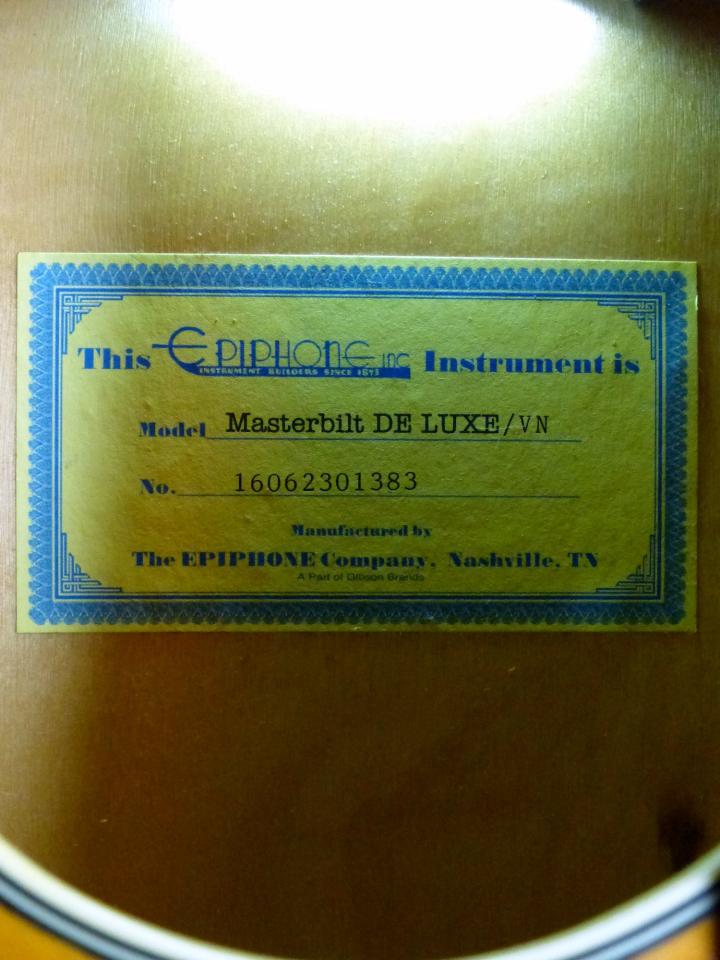 This EPIPHONE INC Instrument is
INSTRUMENT BUILDERS SINCE 1873
Model Masterbilt DE LUXE/VN
No. 16062301383
Manufactured by
The EPIPHONE Company, Nashville, TN
A Part of Gibson Brands